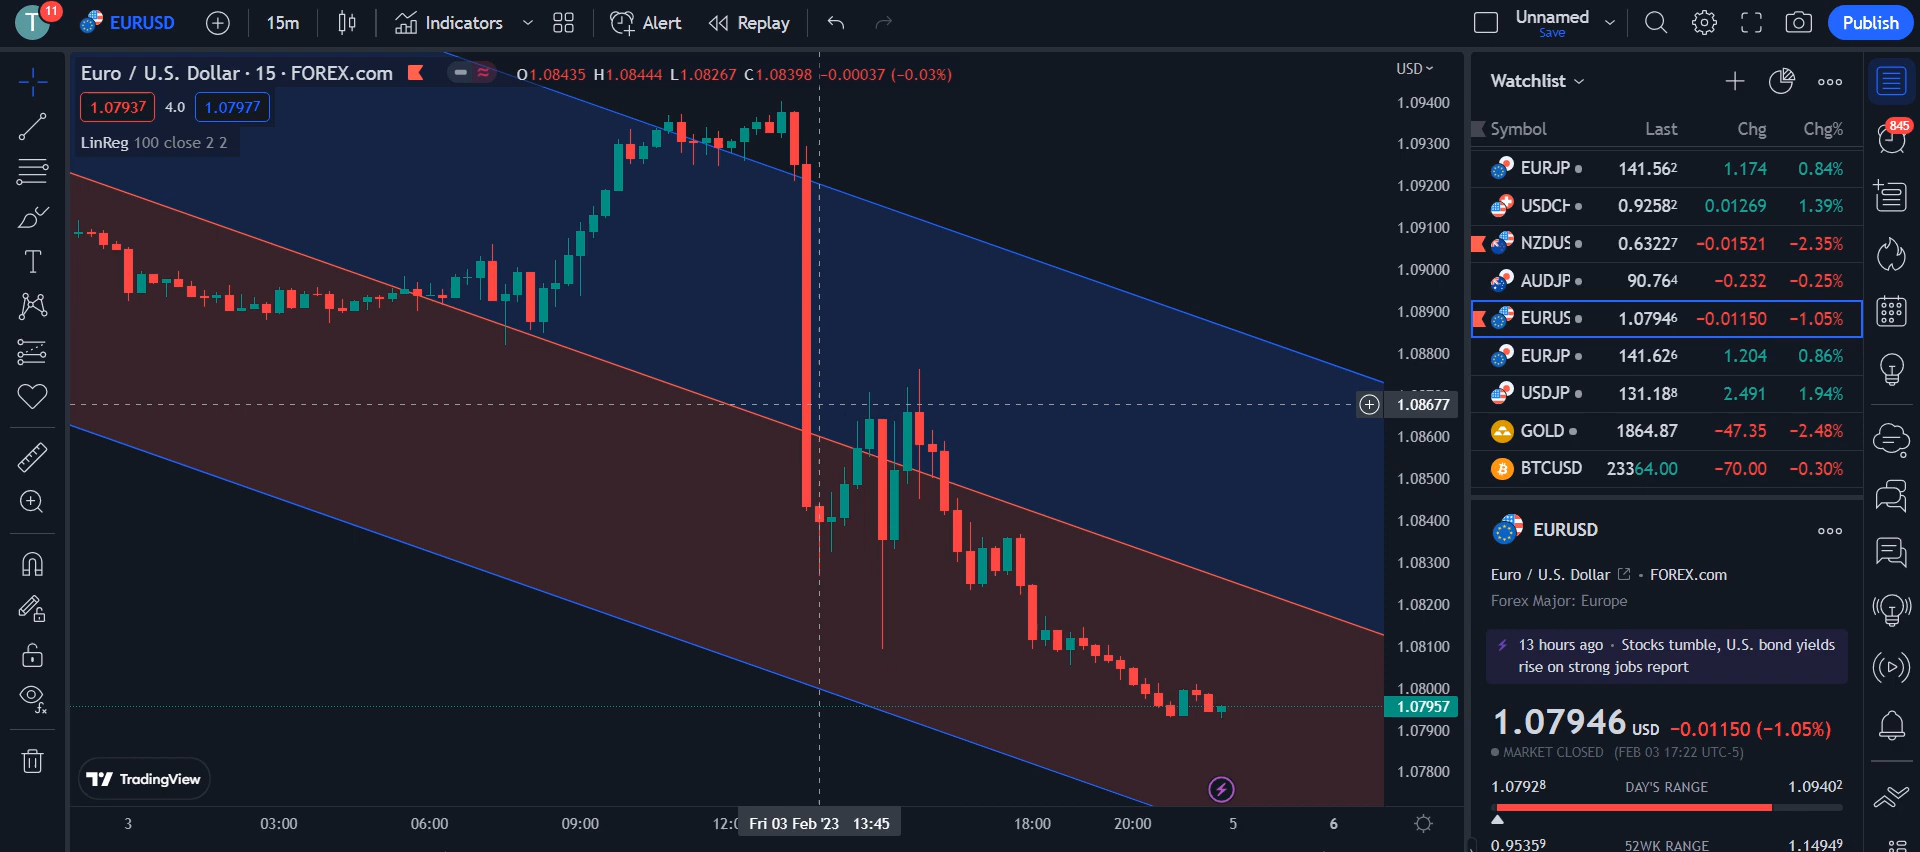 T 11 EURUSD 15m Indicators Alert Replay Unnamed Save Publish
Euro / U.S. Dollar · 15 · FOREX.com O1.08435 H1.08444 L1.08267 C1.08398 −0.00037 (−0.03%)
1.07937 4.0 1.07977
LinReg 100 close 2 2
USD
1.09400
1.09300
1.09200
1.09100
1.09000
1.08900
1.08800
1.08677
1.08600
1.08500
1.08400
1.08300
1.08200
1.08100
1.08000
1.07957
1.07900
1.07800
TradingView
3 03:00 06:00 09:00 Fri 03 Feb '23 13:45 18:00 20:00 5 6
Watchlist
845
Symbol Last Chg Chg%
EURJP 141.562 1.174 0.84%
USDCH 0.92582 0.01269 1.39%
NZDUS 0.63227 −0.01521 −2.35%
AUDJP 90.764 −0.232 −0.25%
EURUS 1.07946 −0.01150 −1.05%
EURJP 141.626 1.204 0.86%
USDJP 131.188 2.491 1.94%
GOLD 1864.87 −47.35 −2.48%
BTCUSD 23364.00 −70.00 −0.30%
EURUSD
Euro / U.S. Dollar · FOREX.com
Forex Major: Europe
13 hours ago · Stocks tumble, U.S. bond yields
rise on strong jobs report
1.07946 USD −0.01150 (−1.05%)
MARKET CLOSED (FEB 03 17:22 UTC-5)
1.07928 DAY'S RANGE 1.09402
0.95359 52WK RANGE 1.14949